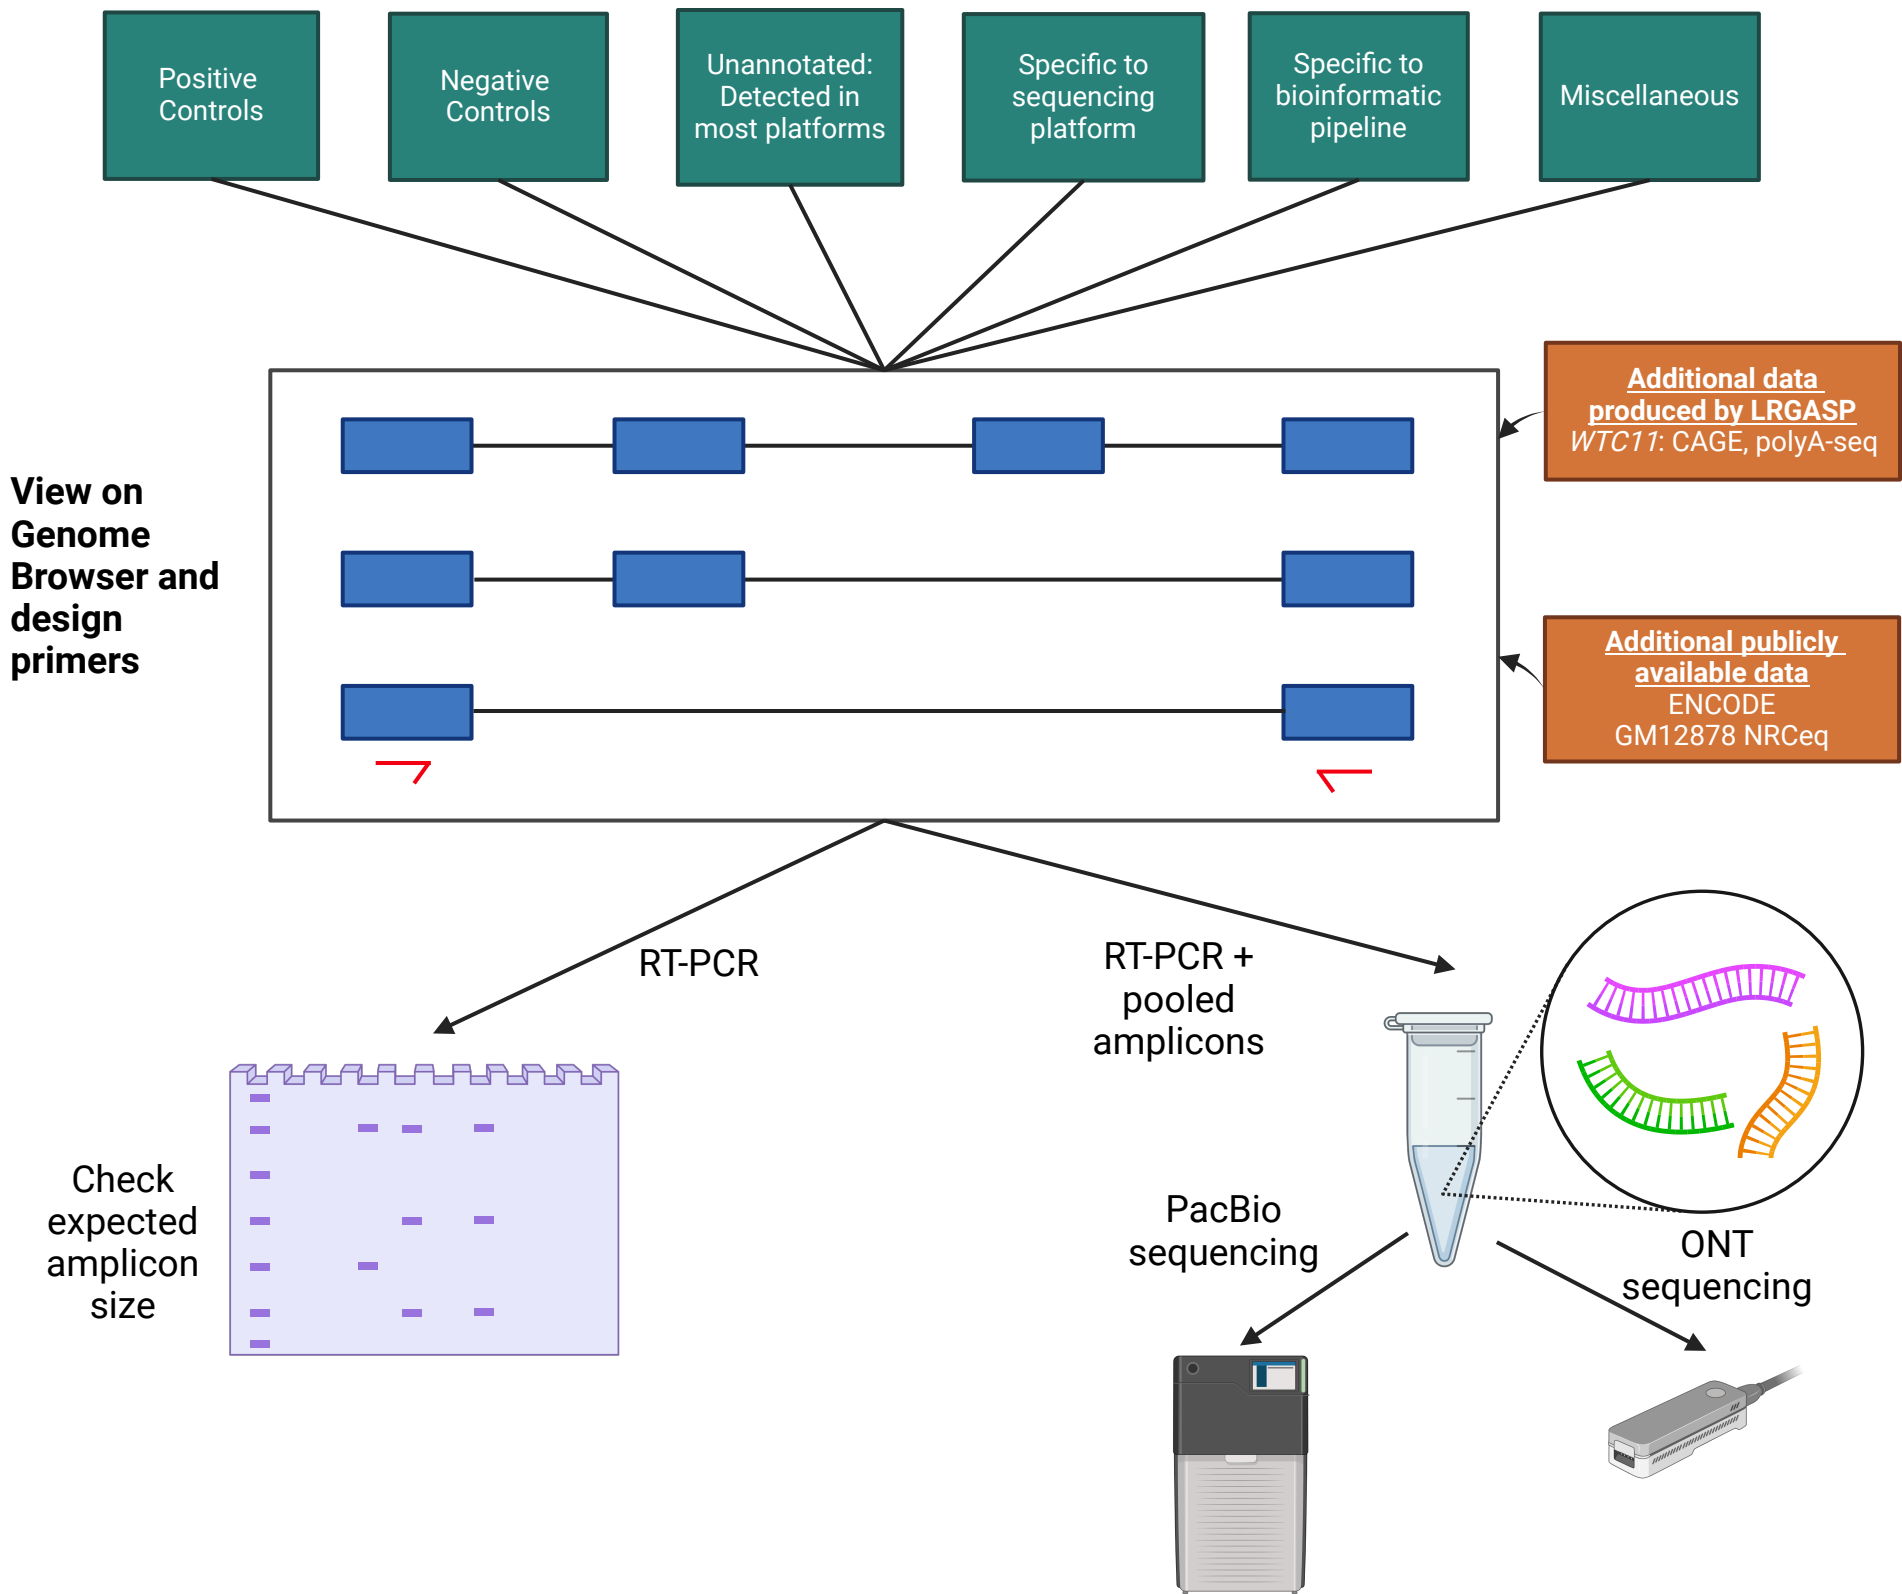 Positive
Controls
Negative
Controls
Unannotated:
Detected in
most platforms
Specific to
sequencing
platform
Specific to
bioinformatic
pipeline
Miscellaneous
View on
Genome
Browser and
design
primers
Additional data
produced by LRGASP
WTC11: CAGE, polyA-seq
Additional publicly
available data
ENCODE
GM12878 NRCeq
RT-PCR
RT-PCR +
pooled
amplicons
Check
expected
amplicon
size
PacBio
sequencing
ONT
sequencing